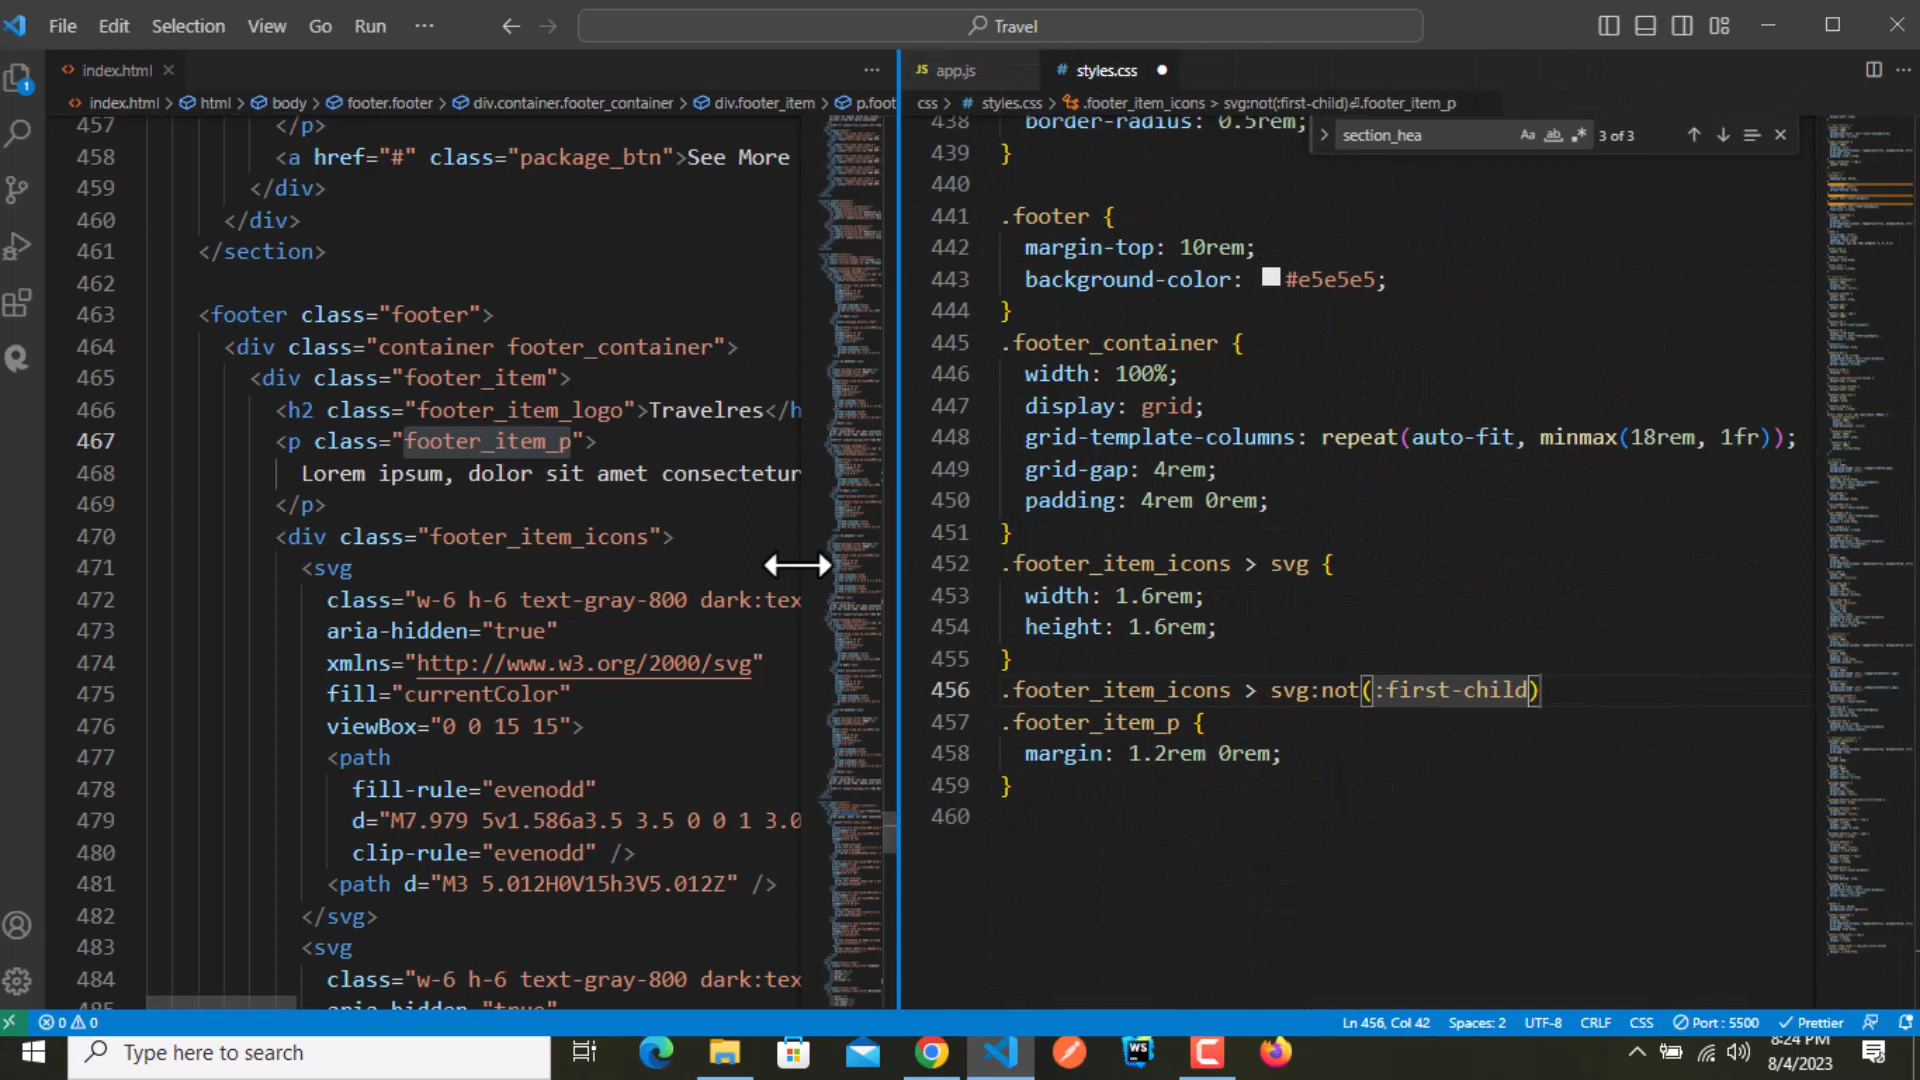 File Edit Selection View Go Run ··· Travel
index.html
index.html > html > body > footer.footer > div.container.footer_container > div.footer_item > p.foot
457 </p>
458 <a href="#" class="package_btn">See More
459 </div>
460 </div>
461 </section>
462
463 <footer class="footer">
464 <div class="container footer_container">
465 <div class="footer_item">
466 <h2 class="footer_item_logo">Travelres</h
467 <p class="footer_item_p">
468 Lorem ipsum, dolor sit amet consectetur
469 </p>
470 <div class="footer_item_icons">
471 <svg
472 class="w-6 h-6 text-gray-800 dark:tex
473 aria-hidden="true"
474 xmlns="http://www.w3.org/2000/svg"
475 fill="currentColor"
476 viewBox="0 0 15 15">
477 <path
478 fill-rule="evenodd"
479 d="M7.979 5v1.586a3.5 3.5 0 0 1 3.0
480 clip-rule="evenodd" />
481 <path d="M3 5.012H0V15h3V5.012Z" />
482 </svg>
483 <svg
484 class="w-6 h-6 text-gray-800 dark:tex
485 aria-hidden="true"
JS app.js # styles.css
css > # styles.css > .footer_item_icons > svg:not(:first-child)⏎.footer_item_p
section_hea Aa ab 3 of 3
438 border-radius: 0.5rem;
439 }
440
441 .footer {
442 margin-top: 10rem;
443 background-color: #e5e5e5;
444 }
445 .footer_container {
446 width: 100%;
447 display: grid;
448 grid-template-columns: repeat(auto-fit, minmax(18rem, 1fr));
449 grid-gap: 4rem;
450 padding: 4rem 0rem;
451 }
452 .footer_item_icons > svg {
453 width: 1.6rem;
454 height: 1.6rem;
455 }
456 .footer_item_icons > svg:not(:first-child)
457 .footer_item_p {
458 margin: 1.2rem 0rem;
459 }
460
0 0 Ln 456, Col 42 Spaces: 2 UTF-8 CRLF CSS Port : 5500 Prettier
Type here to search
8:24 PM
8/4/2023